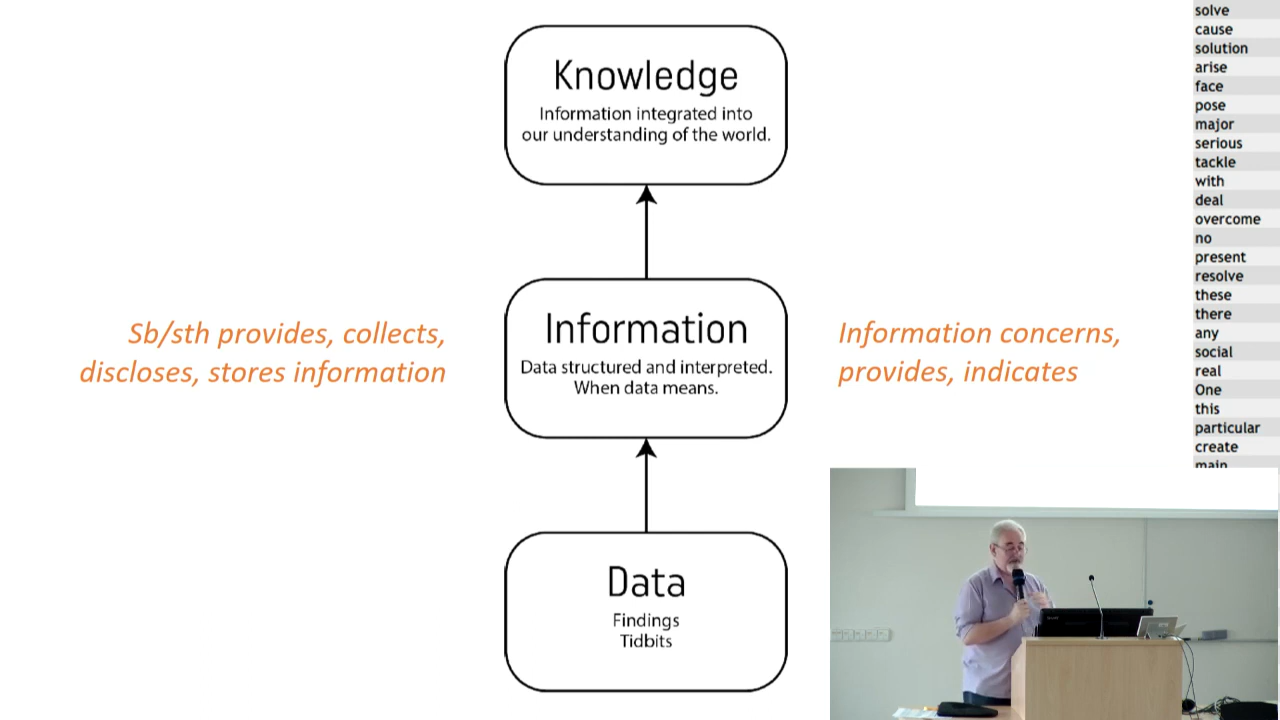 Knowledge
Information integrated into
our understanding of the world.
Sb/sth provides, collects,
discloses, stores information
Information
Data structured and interpreted.
When data means.
Information concerns,
provides, indicates
Data
Findings
Tidbits
solve
cause
solution
arise
face
pose
major
serious
tackle
with
deal
overcome
no
present
resolve
these
there
any
social
real
One
this
particular
create
main